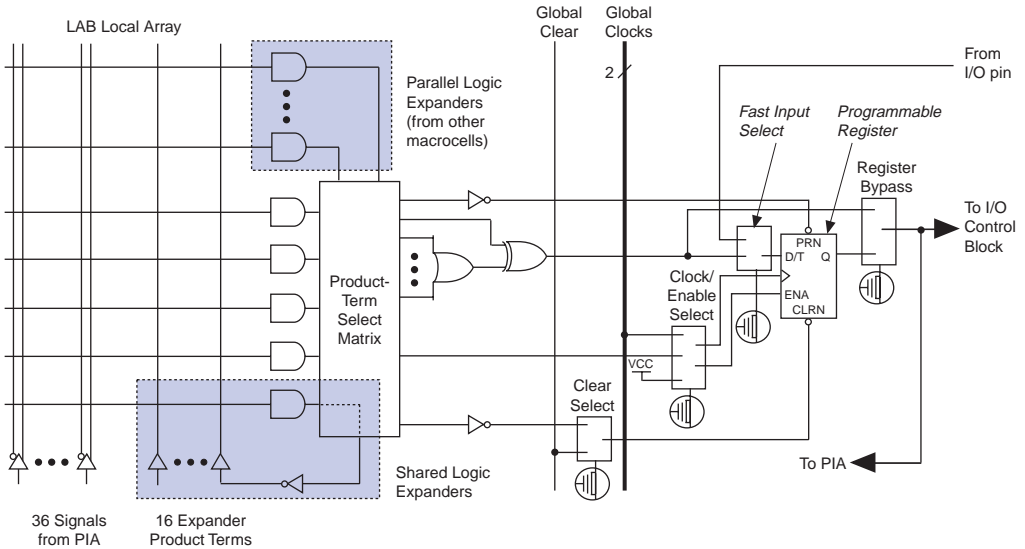 LAB Local Array
Global
Clear
Global
Clocks
2
From
I/O pin
Parallel Logic
Expanders
(from other
macrocells)
Fast Input
Select
Programmable
Register
Register
Bypass
To I/O
Control
Block
PRN
D/T
Q
ENA
CLRN
Product-
Term
Select
Matrix
Clock/
Enable
Select
VCC
Clear
Select
To PIA
Shared Logic
Expanders
36 Signals
from PIA
16 Expander
Product Terms